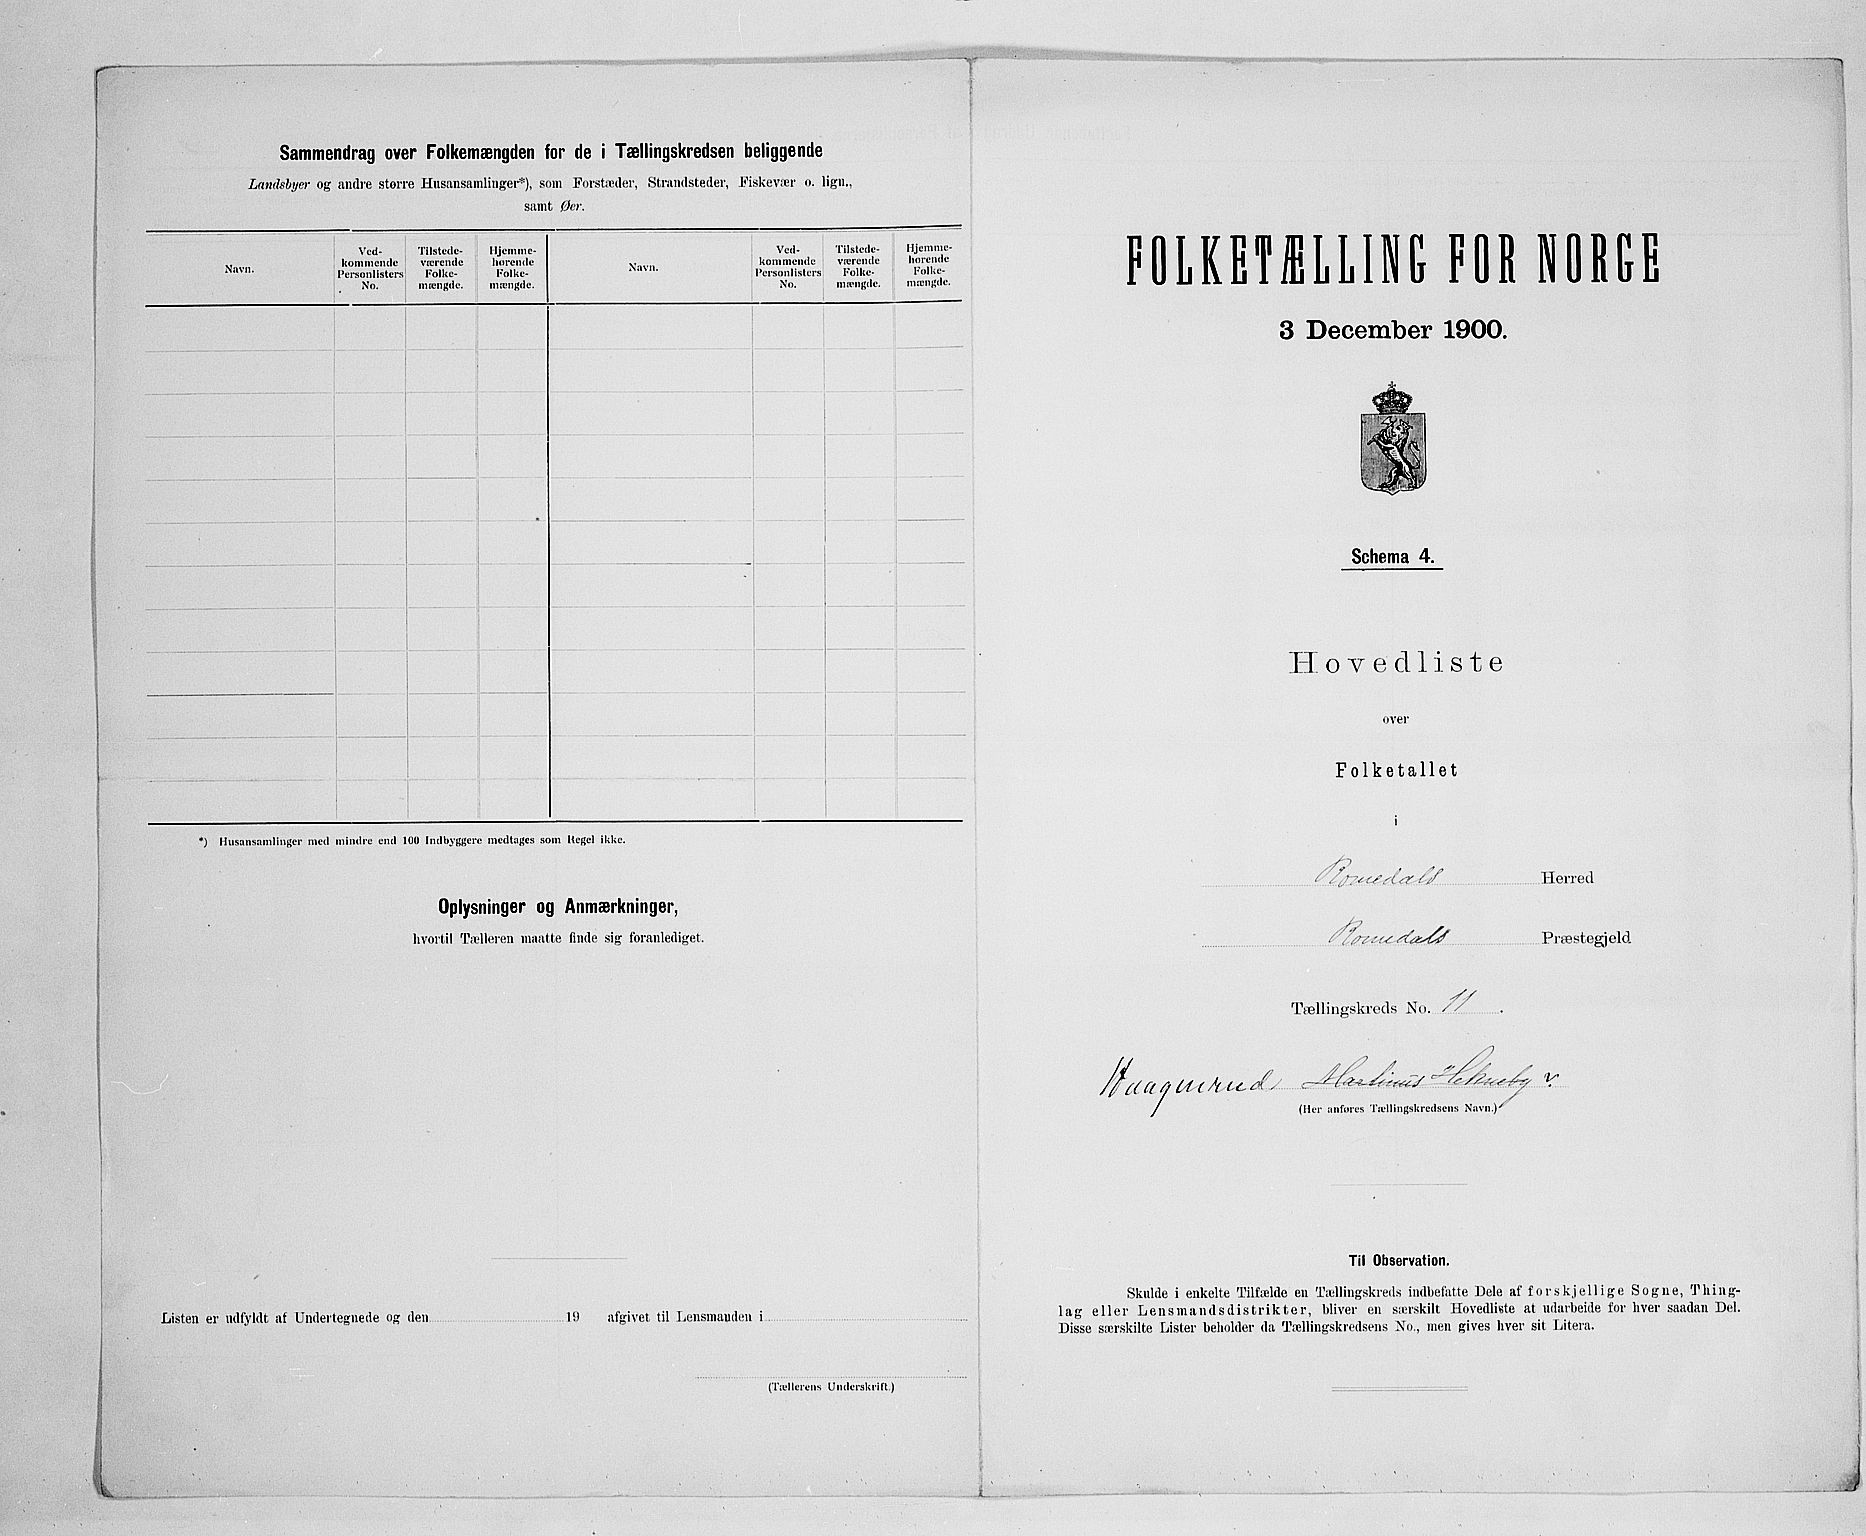 Sammendrag over Folkemængden for de i Tællingskredsen beliggende
Landsbyer og andre større Husansamlinger*), som Forstæder, Strandsteder, Fiskevær o. lign.,
samt Øer.
Navn.
Ved-
kommende
Personlisters
No.
Tilstede-
værende
Folke-
mængde.
Hjemme-
hørende
Folke-
mængde.
Navn.
Ved-
kommende
Personlisters
No.
Tilstede-
værende
Folke-
mængde.
Hjemme-
hørende
Folke-
mængde.
*) Husansamlinger med mindre end 100 Indbyggere medtages som Regel ikke.
Oplysninger og Anmærkninger,
hvortil Tælleren maatte finde sig foranlediget.
Listen er udfyldt af Undertegnede og den 19 afgivet til Lensmanden i
(Tællerens Underskrift.)
FOLKETÆLLING FOR NORGE
3 December 1900.
Schema 4.
Hovedliste
over
Folketallet
i
Romedals Herred
Romedals Præstegjeld
Tællingskreds No. 11.
Martinus
(Her anføres Tællingskredsens Navn.)
Til Observation.
Skulde i enkelte Tilfælde en Tællingskreds indbefatte Dele af forskjellige Sogne, Thing-
lag eller Lensmandsdistrikter, bliver en særskilt Hovedliste at udarbeide for hver saadan Del.
Disse særskilte Lister beholder da Tællingskredsens No., men gives hver sit Litera.